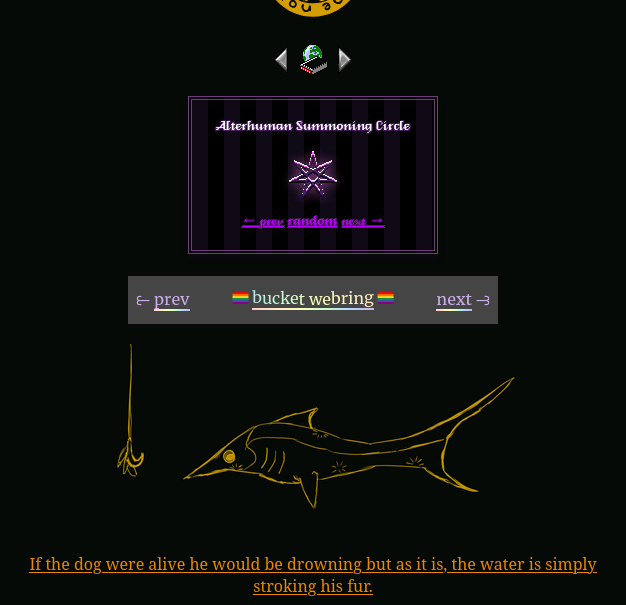 Alterhuman Summoning Circle
← prev random next →
prev bucket webring next
If the dog were alive he would be drowning but as it is, the water is simply
stroking his fur.